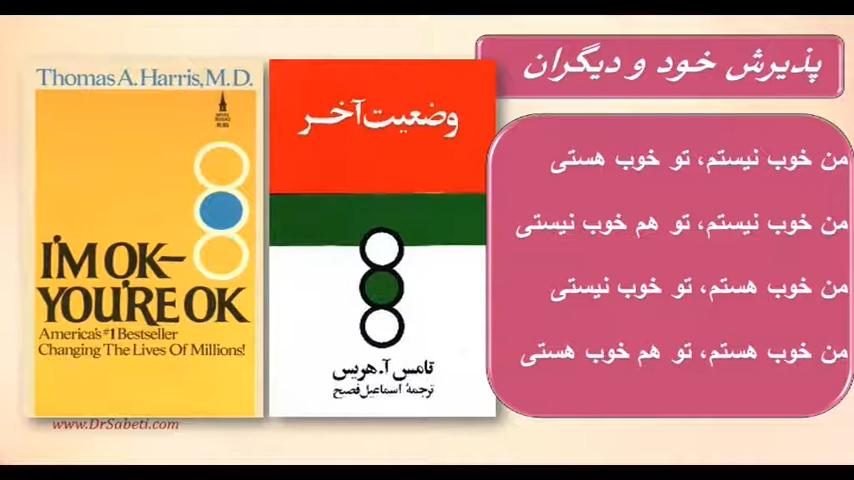 پذیرش خود و دیگران
من خوب نیستم، تو خوب هستی
من خوب نیستم، تو هم خوب نیستی
من خوب هستم، تو خوب نیستی
من خوب هستم، تو هم خوب هستی
وضعیت آخر
تامس آ. هریس
ترجمهٔ اسماعیل فصیح
Thomas A. Harris, M.D.
I'M OK–
YOU'RE OK
America's #1 Bestseller
Changing The Lives Of Millions!
www.DrSabeti.com